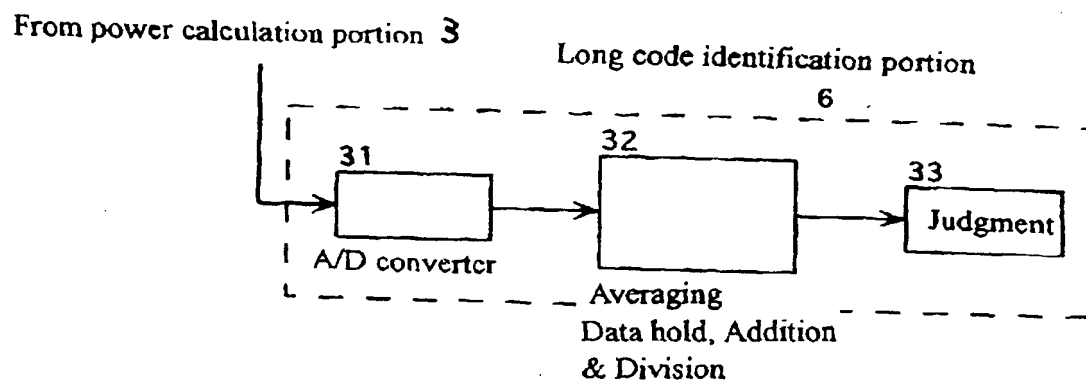 From power calculation portion 3
Long code identification portion
6
31
32
33
Judgment
A/D converter
Averaging
Data hold, Addition
& Division